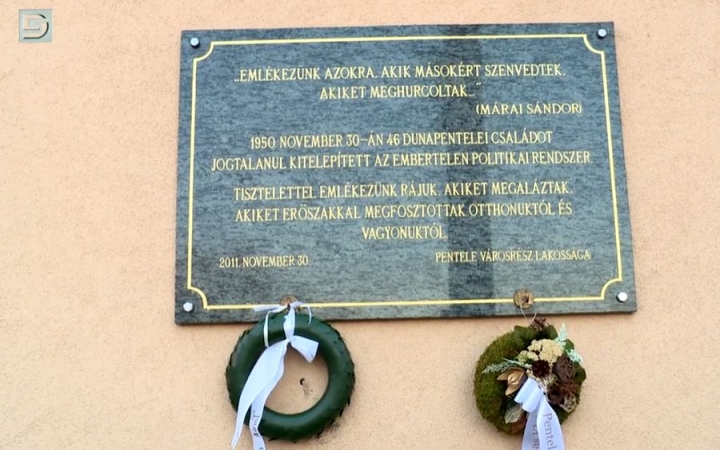 „EMLÉKEZÜNK AZOKRA, AKIK MÁSOKÉRT SZENVEDTEK,
AKIKET MEGHURCOLTAK..."
(MÁRAI SÁNDOR)
1950. NOVEMBER 30-ÁN 46 DUNAPENTELEI CSALÁDOT
JOGTALANUL KITELEPÍTETT AZ EMBERTELEN POLITIKAI RENDSZER.
TISZTELETTEL EMLÉKEZÜNK RÁJUK, AKIKET MEGALÁZTAK,
AKIKET ERŐSZAKKAL MEGFOSZTOTTAK OTTHONUKTÓL ÉS
VAGYONUKTÓL.
2011. NOVEMBER 30.
PENTELE VÁROSRÉSZ LAKOSSÁGA
Pentel